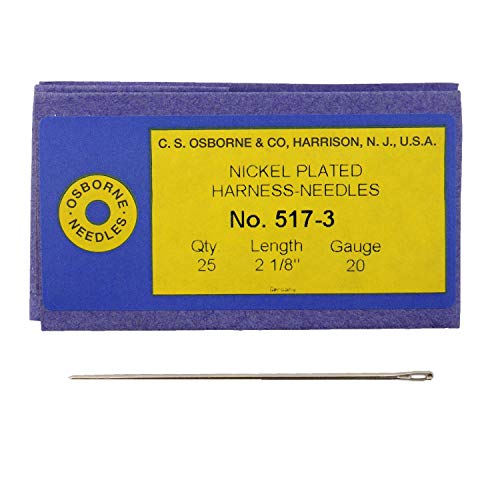 C. S. OSBORNE & CO, HARRISON, N. J., U.S.A.
NICKEL PLATED
HARNESS-NEEDLES
No. 517-3
Qty. Length Gauge
25 2 1/8" 20
Germany
·OSBORNE·
NEEDLES